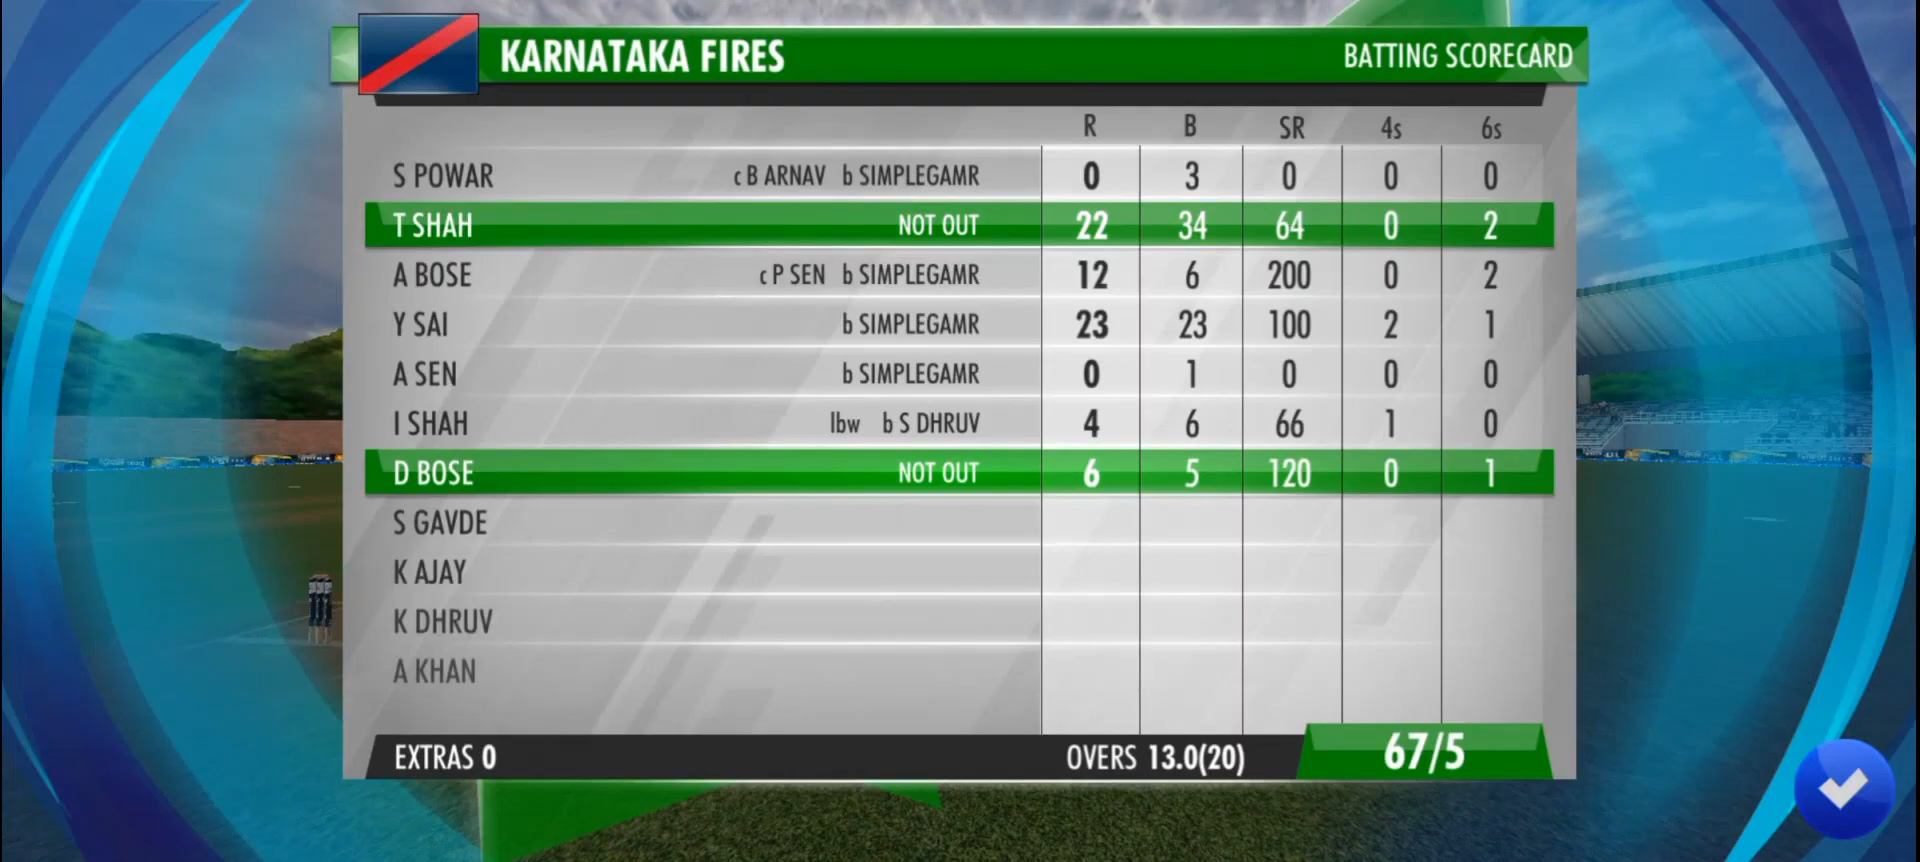 KARNATAKA FIRES BATTING SCORECARD
R B SR 4s 6s
S POWAR c B ARNAV b SIMPLEGAMR 0 3 0 0 0
T SHAH NOT OUT 22 34 64 0 2
A BOSE c P SEN b SIMPLEGAMR 12 6 200 0 2
Y SAI b SIMPLEGAMR 23 23 100 2 1
A SEN b SIMPLEGAMR 0 1 0 0 0
I SHAH lbw b S DHRUV 4 6 66 1 0
D BOSE NOT OUT 6 5 120 0 1
S GAVDE
K AJAY
K DHRUV
A KHAN
EXTRAS 0 OVERS 13.0(20) 67/5